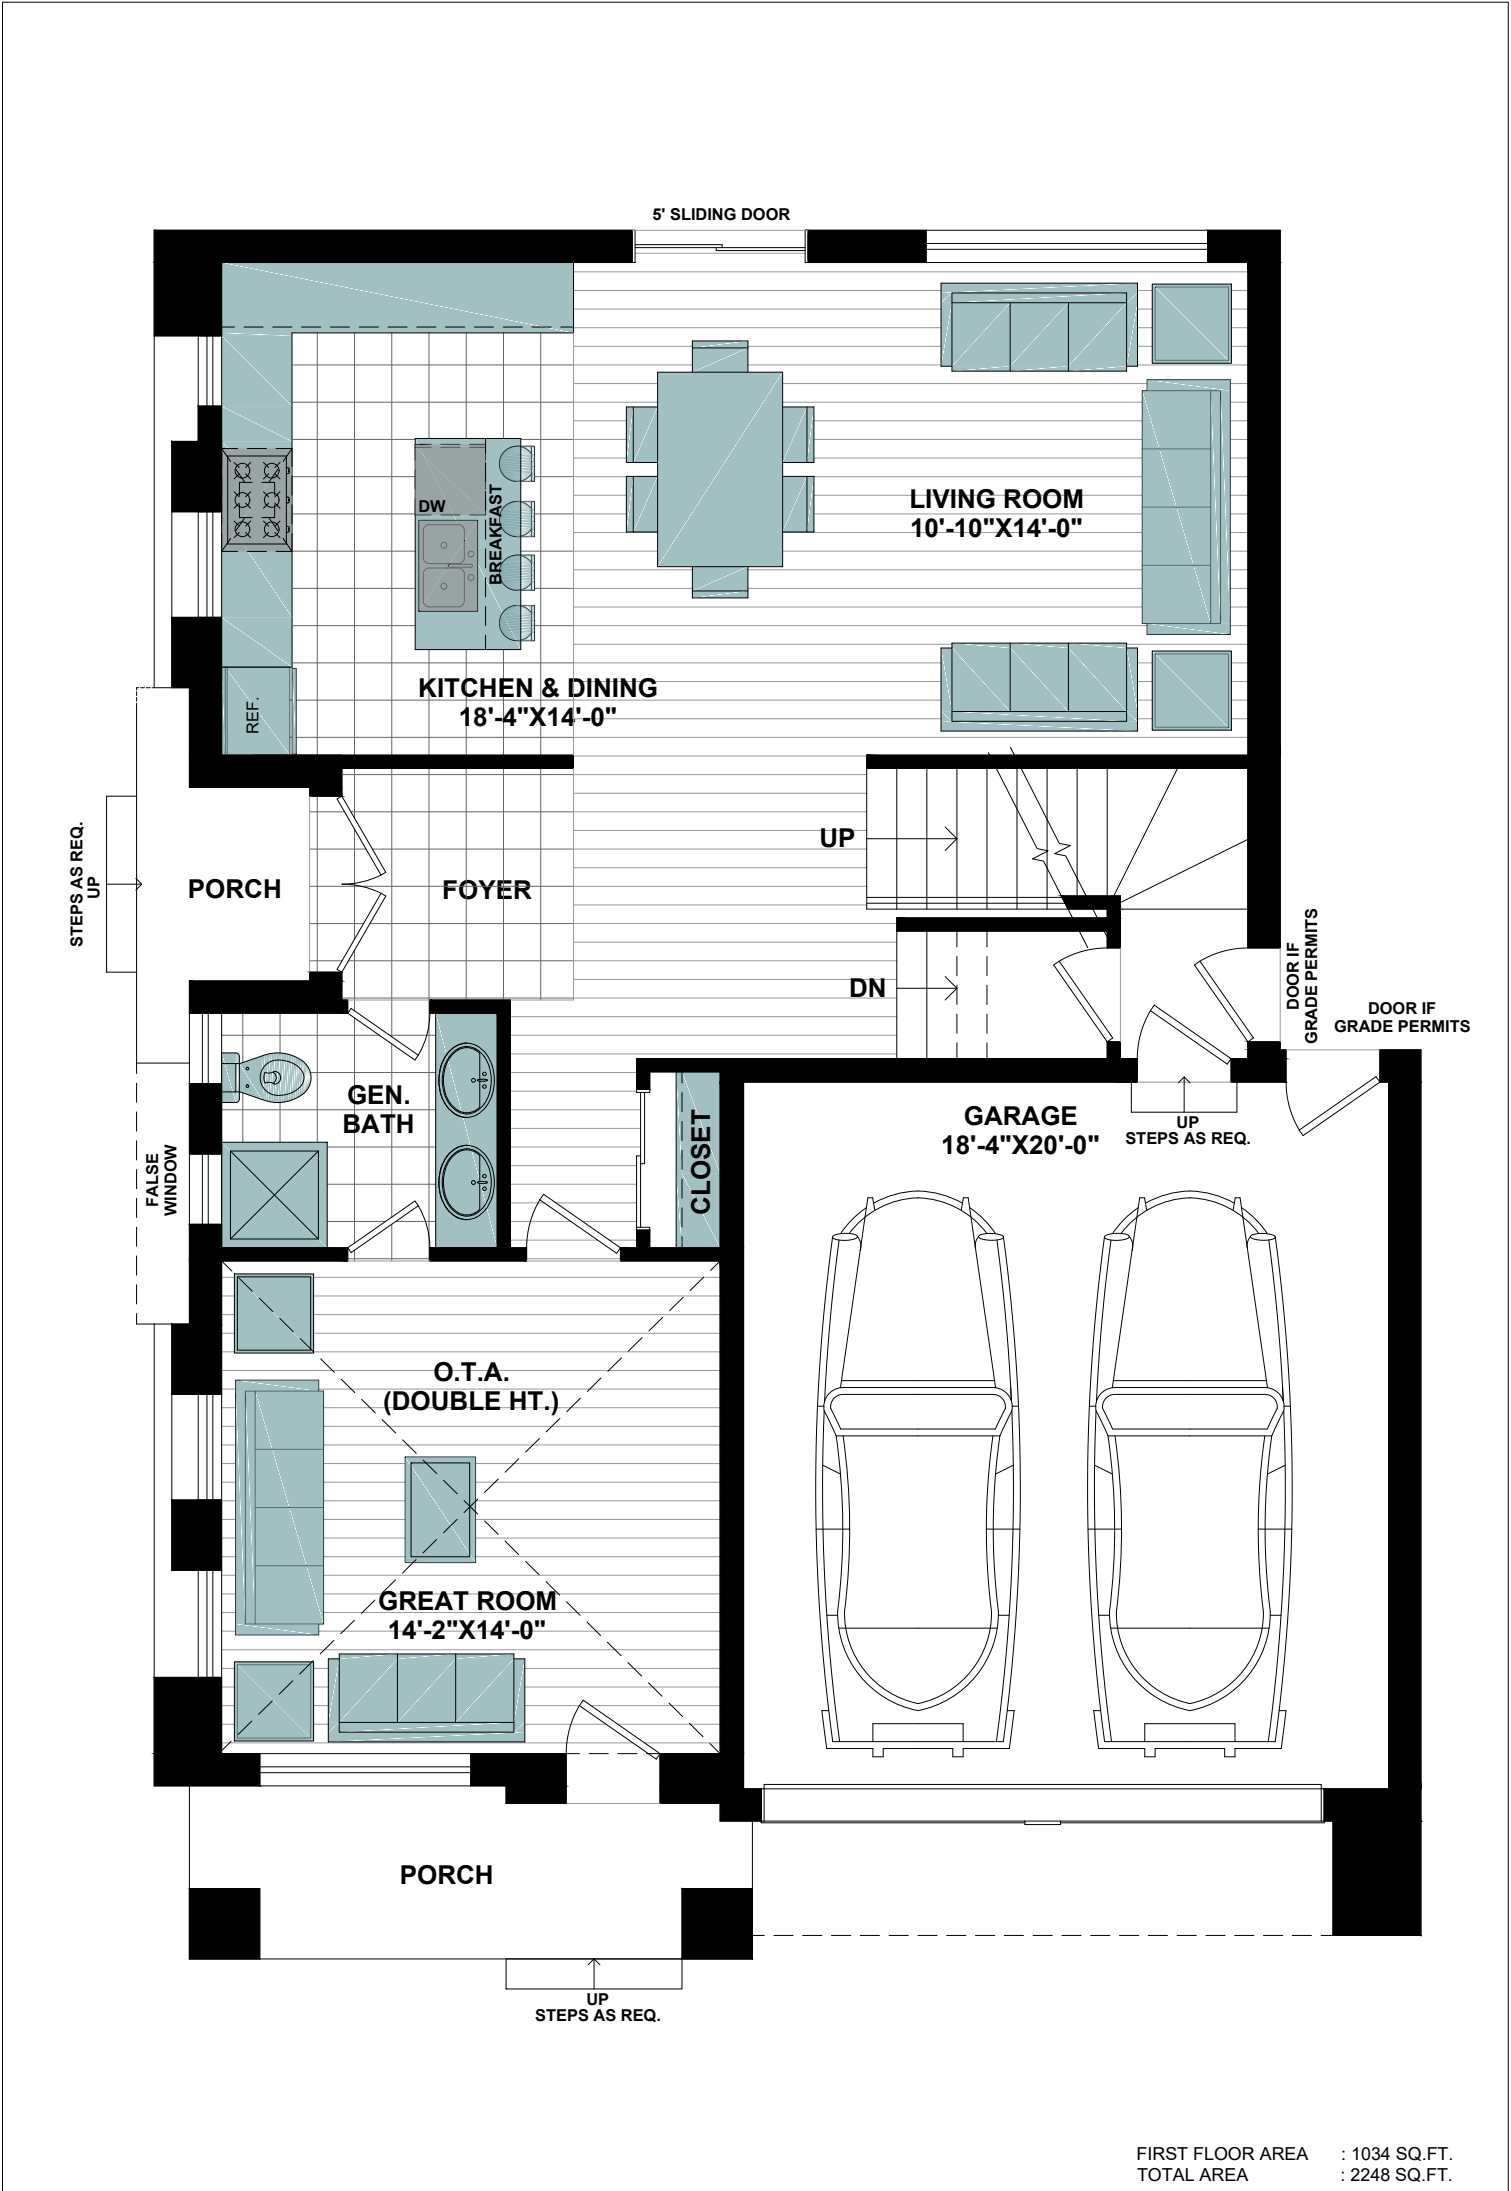 5' SLIDING DOOR
LIVING ROOM
10'-10"X14'-0"
DW
BREAKFAST
KITCHEN & DINING
18'-4"X14'-0"
REF.
STEPS AS REQ.
UP
PORCH
FOYER
UP
DN
DOOR IF
GRADE PERMITS
DOOR IF
GRADE PERMITS
GEN.
BATH
FALSE
WINDOW
CLOSET
GARAGE
18'-4"X20'-0"
UP
STEPS AS REQ.
O.T.A.
(DOUBLE HT.)
GREAT ROOM
14'-2"X14'-0"
PORCH
UP
STEPS AS REQ.
FIRST FLOOR AREA : 1034 SQ.FT.
TOTAL AREA : 2248 SQ.FT.